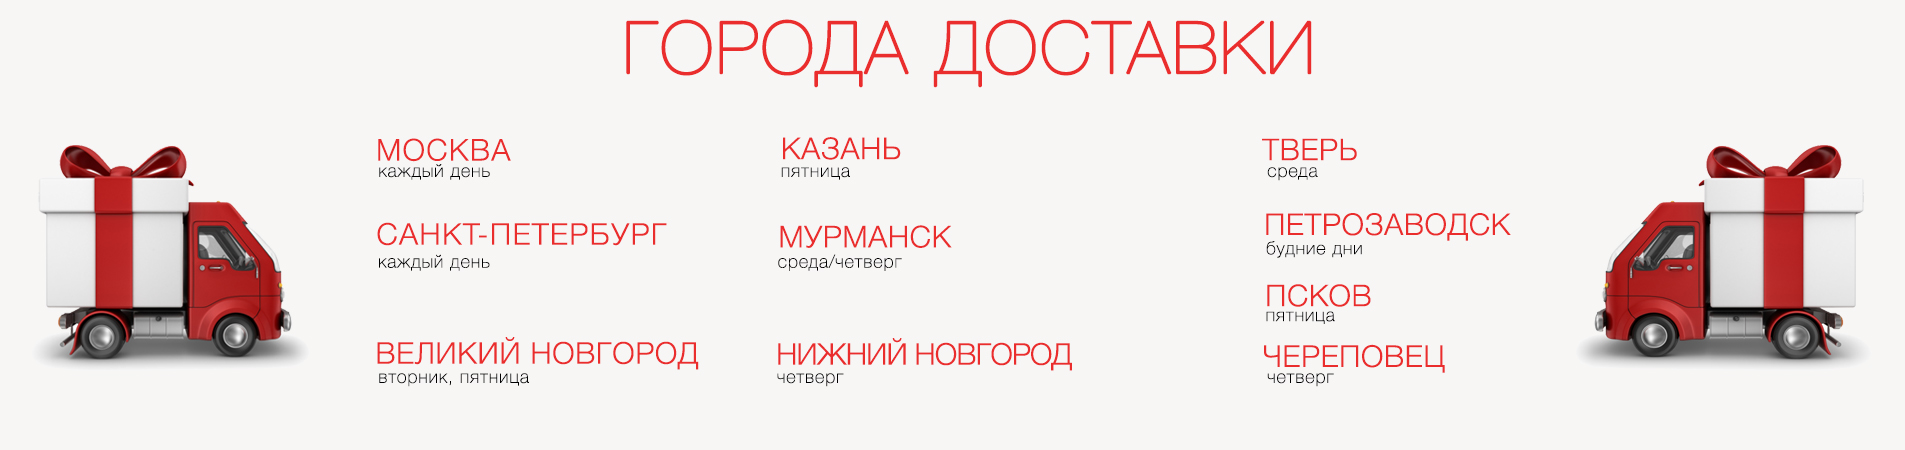 ГОРОДА ДОСТАВКИ
МОСКВА
каждый день
САНКТ-ПЕТЕРБУРГ
каждый день
ВЕЛИКИЙ НОВГОРОД
вторник, пятница
КАЗАНЬ
пятница
МУРМАНСК
среда/четверг
НИЖНИЙ НОВГОРОД
четверг
ТВЕРЬ
среда
ПЕТРОЗАВОДСК
будние дни
ПСКОВ
пятница
ЧЕРЕПОВЕЦ
четверг